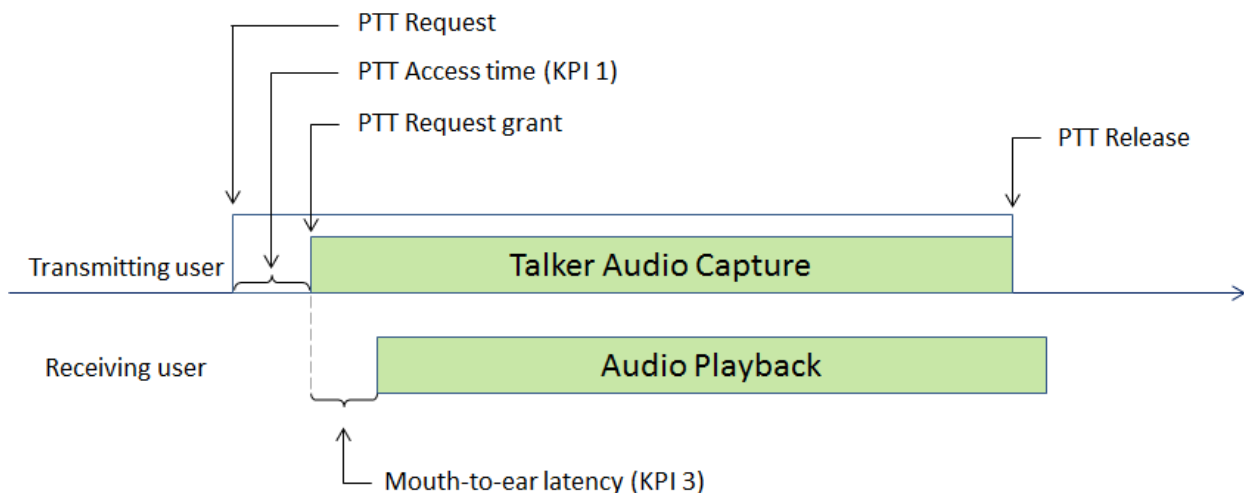 PTT Request
PTT Access time (KPI 1)
PTT Request grant
PTT Release
Transmitting user
Talker Audio Capture
Receiving user
Audio Playback
Mouth-to-ear latency (KPI 3)